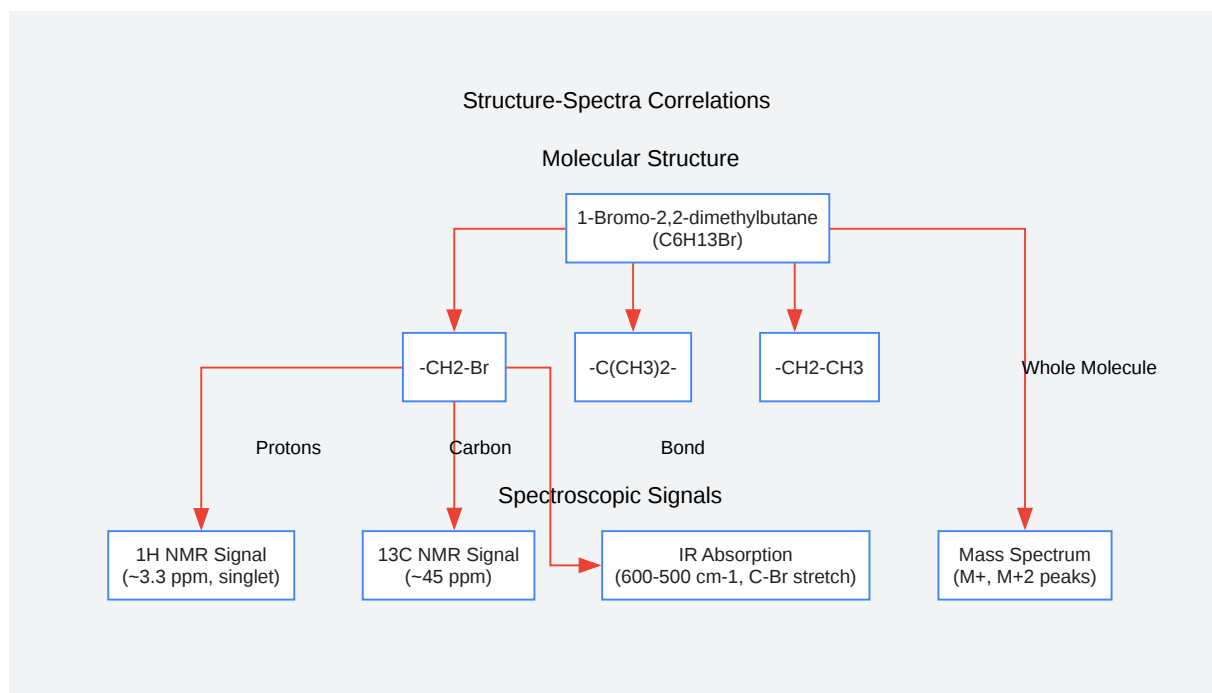 Structure-Spectra Correlations
Molecular Structure
1-Bromo-2,2-dimethylbutane
(C6H13Br)
-CH2-Br
-C(CH3)2-
-CH2-CH3
Whole Molecule
Protons
Carbon
Bond
Spectroscopic Signals
1H NMR Signal
(~3.3 ppm, singlet)
13C NMR Signal
(~45 ppm)
IR Absorption
(600-500 cm-1, C-Br stretch)
Mass Spectrum
(M+, M+2 peaks)